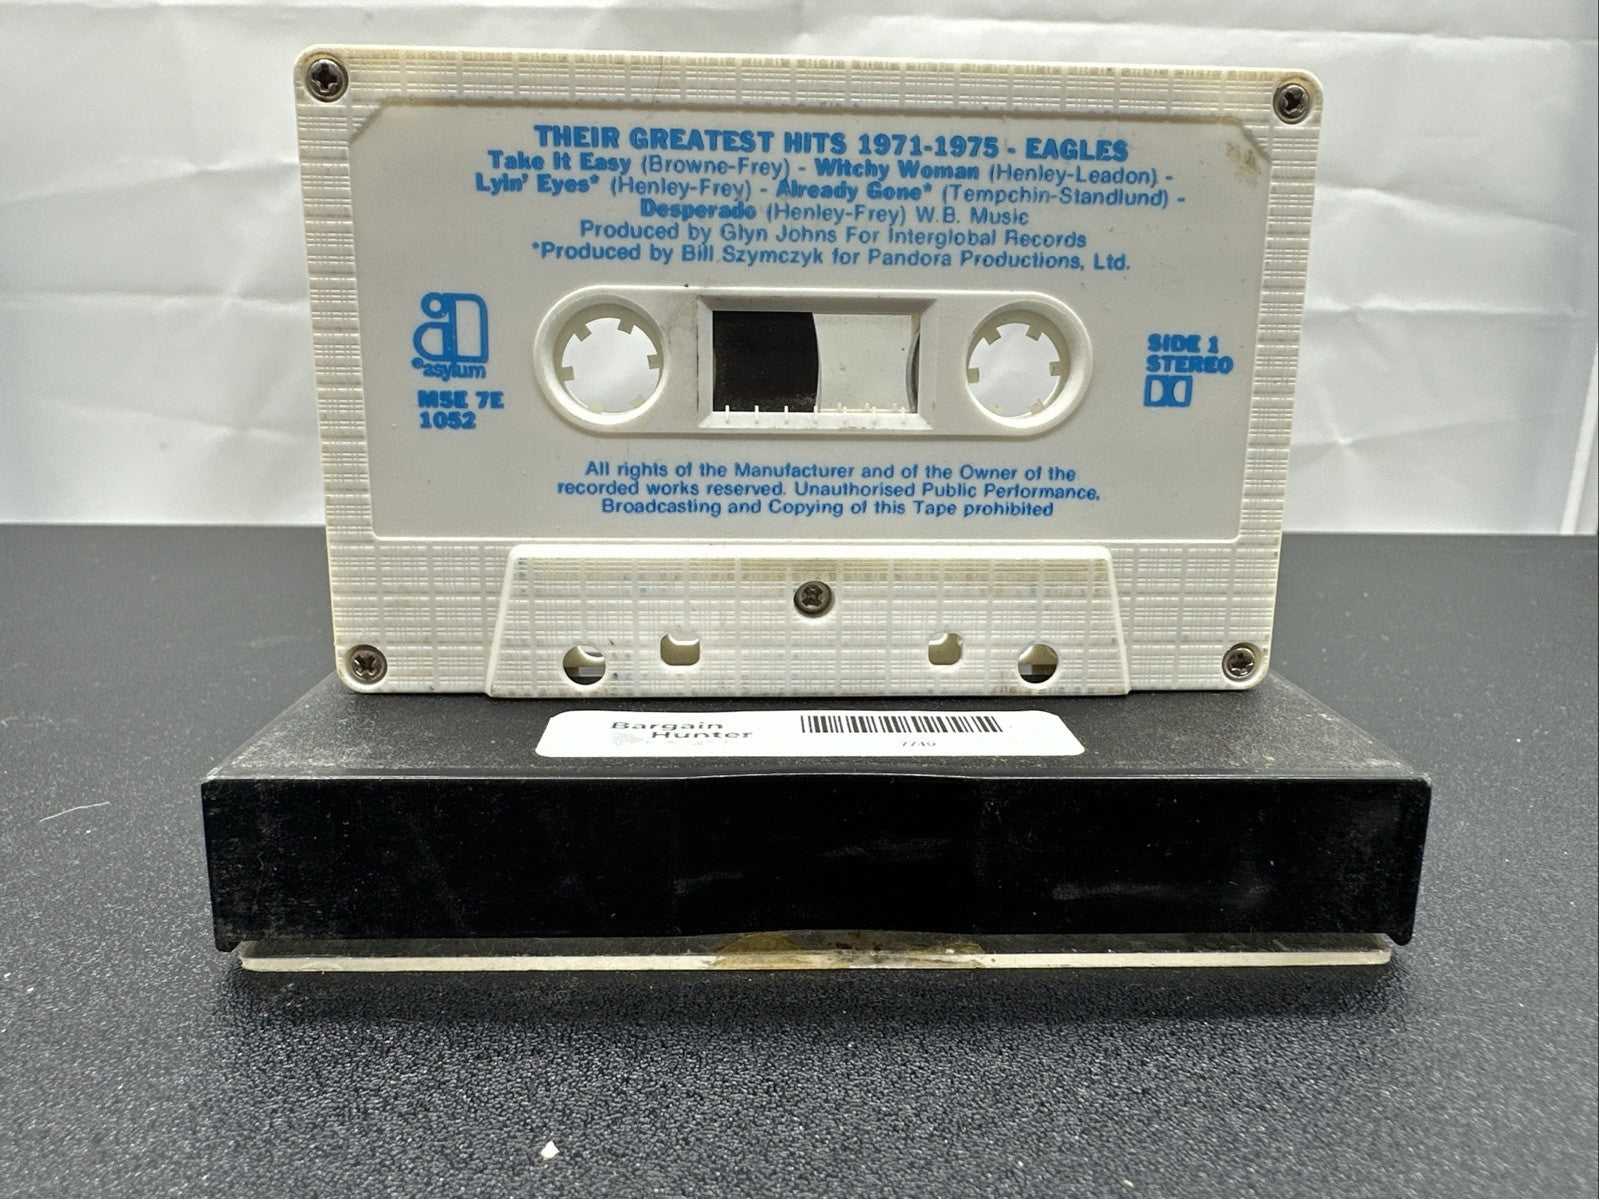 THEIR GREATEST HITS 1971-1975 - EAGLES
Take It Easy (Browne-Frey) - Witchy Woman (Henley-Leadon) -
Lyin' Eyes* (Henley-Frey) - Already Gone* (Tempchin-Standlund) -
Desperado (Henley-Frey) W.B. Music
Produced by Glyn Johns For Interglobal Records
*Produced by Bill Szymczyk for Pandora Productions, Ltd.
asylum
M5E 7E
1052
SIDE 1
STEREO
All rights of the Manufacturer and of the Owner of the
recorded works reserved. Unauthorised Public Performance,
Broadcasting and Copying of this Tape prohibited
Bargain
Hunter